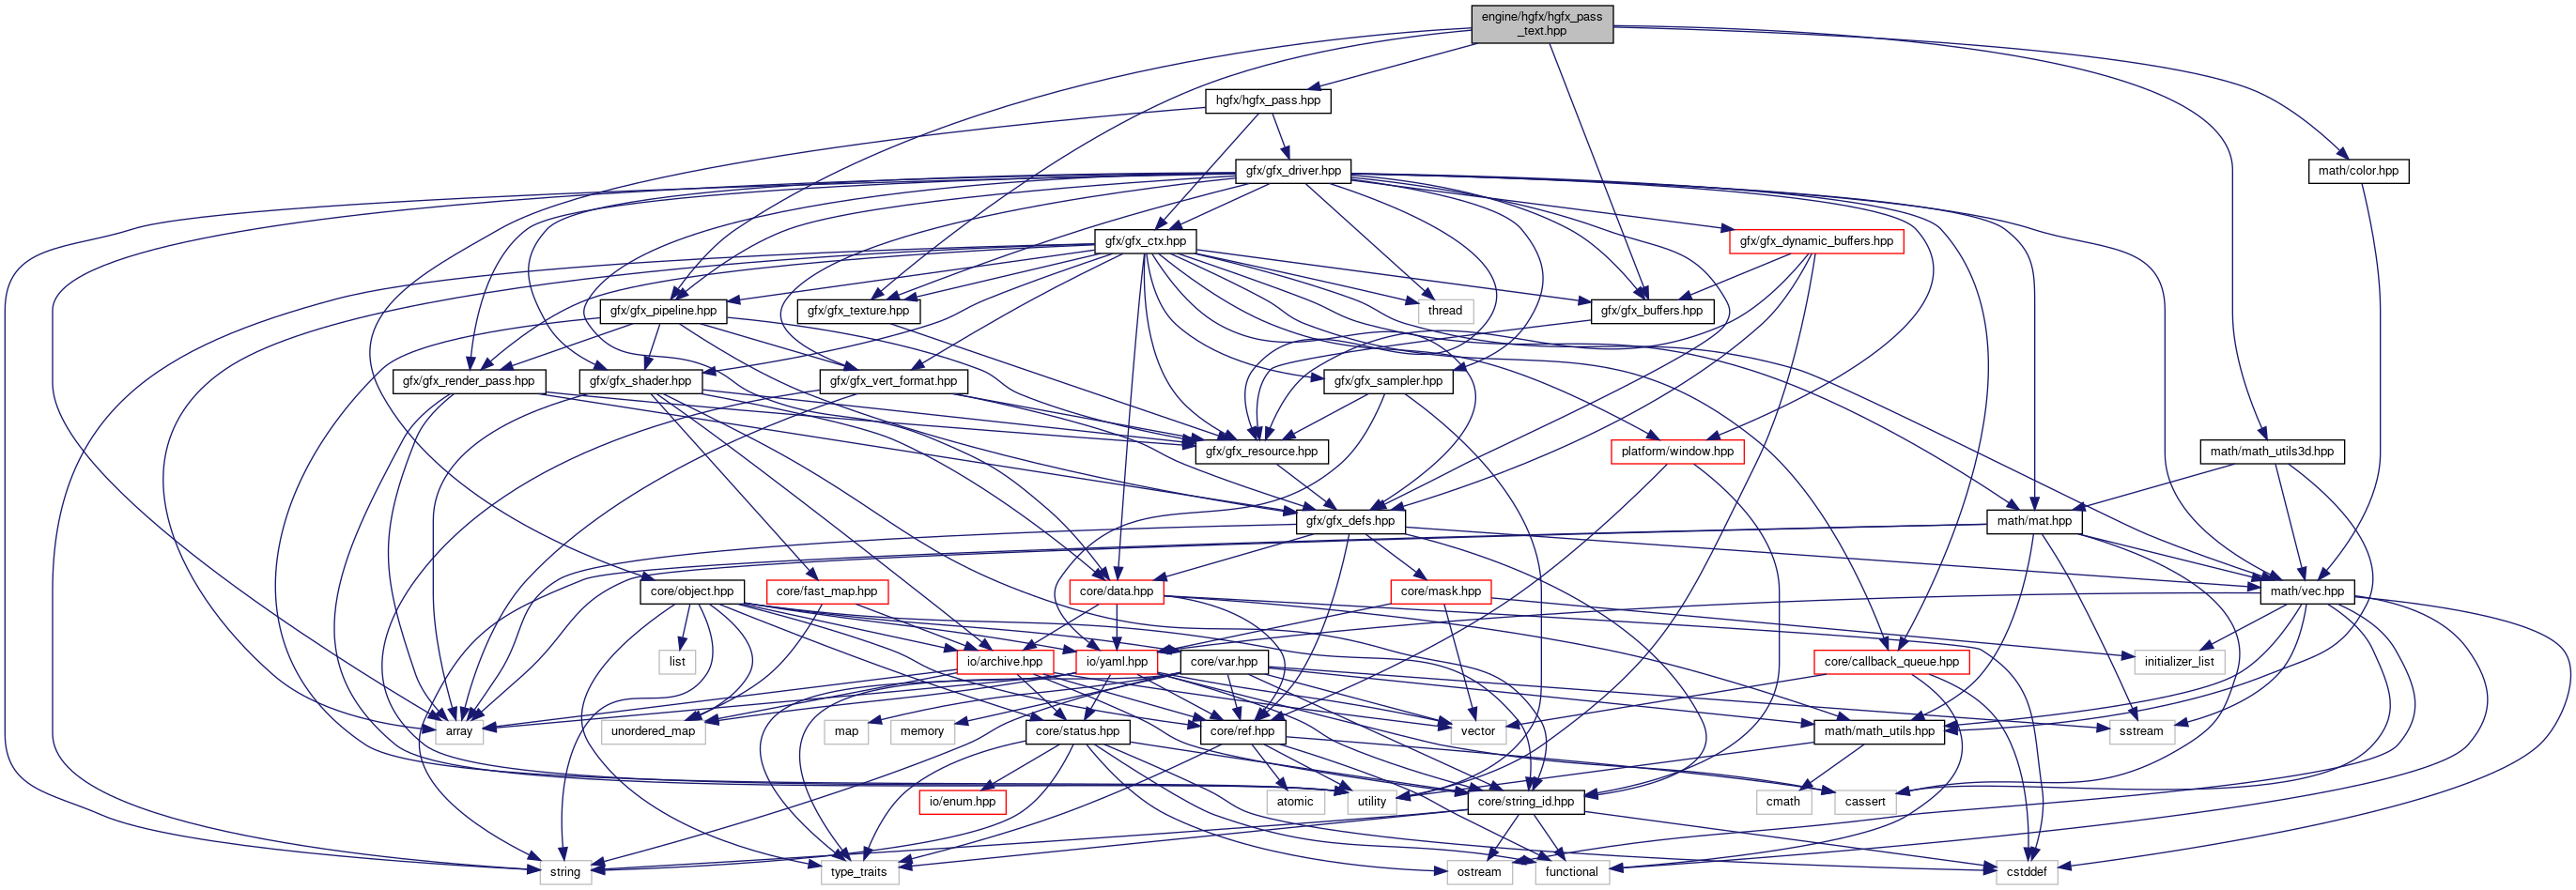 engine/hgfx/hgfx_pass
_text.hpp
hgfx/hgfx_pass.hpp
gfx/gfx_driver.hpp
math/color.hpp
gfx/gfx_ctx.hpp
gfx/gfx_dynamic_buffers.hpp
gfx/gfx_pipeline.hpp
gfx/gfx_texture.hpp
thread
gfx/gfx_buffers.hpp
gfx/gfx_render_pass.hpp
gfx/gfx_shader.hpp
gfx/gfx_vert_format.hpp
gfx/gfx_sampler.hpp
gfx/gfx_resource.hpp
platform/window.hpp
math/math_utils3d.hpp
gfx/gfx_defs.hpp
math/mat.hpp
core/object.hpp
core/fast_map.hpp
core/data.hpp
core/mask.hpp
math/vec.hpp
list
io/archive.hpp
io/yaml.hpp
core/var.hpp
core/callback_queue.hpp
initializer_list
array
unordered_map
map
memory
core/status.hpp
core/ref.hpp
vector
math/math_utils.hpp
sstream
io/enum.hpp
atomic
utility
core/string_id.hpp
cmath
cassert
string
type_traits
ostream
functional
cstddef